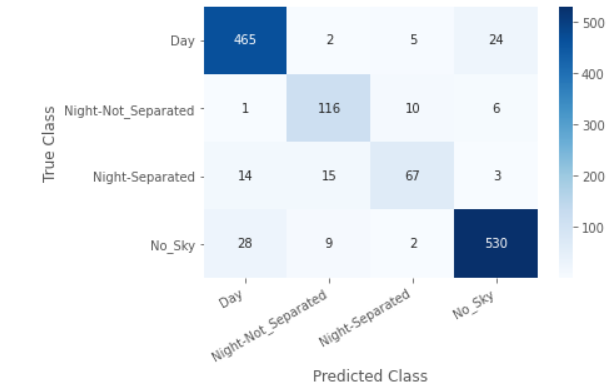 Day 465 2 5 24
Night-Not_Separated 1 116 10 6
Night-Separated 14 15 67 3
No_Sky 28 9 2 530
Day
Night-Not_Separated
Night-Separated
No_Sky
True Class
Predicted Class
500
400
300
200
100